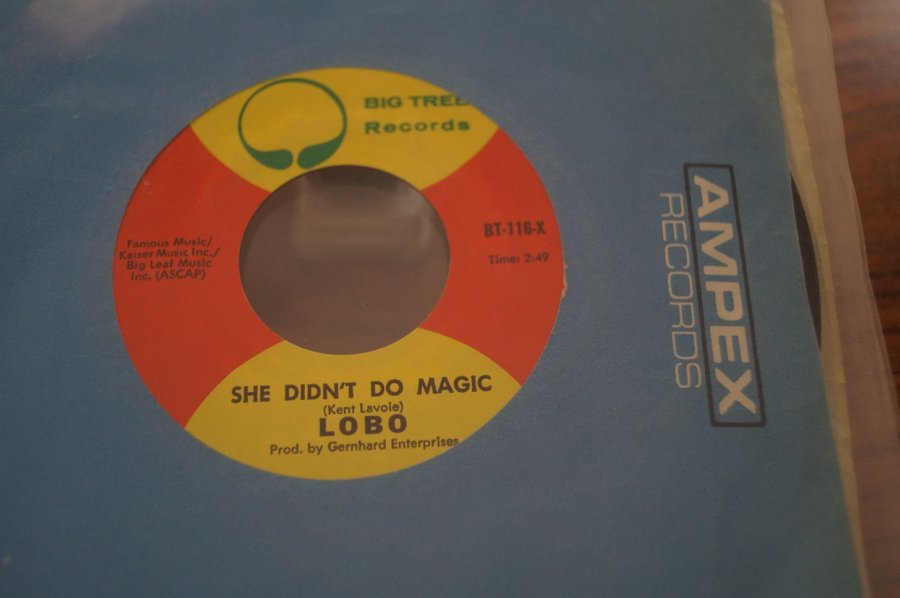 BIG TREE
Records
Famous Music/
Kaiser Music Inc./
Big Leaf Music
Inc. (ASCAP)
BT-116-X
Time: 2:49
SHE DIDN'T DO MAGIC
(Kent Lavoie)
LOBO
Prod. by Gernhard Enterprises
AMPEX
RECORDS